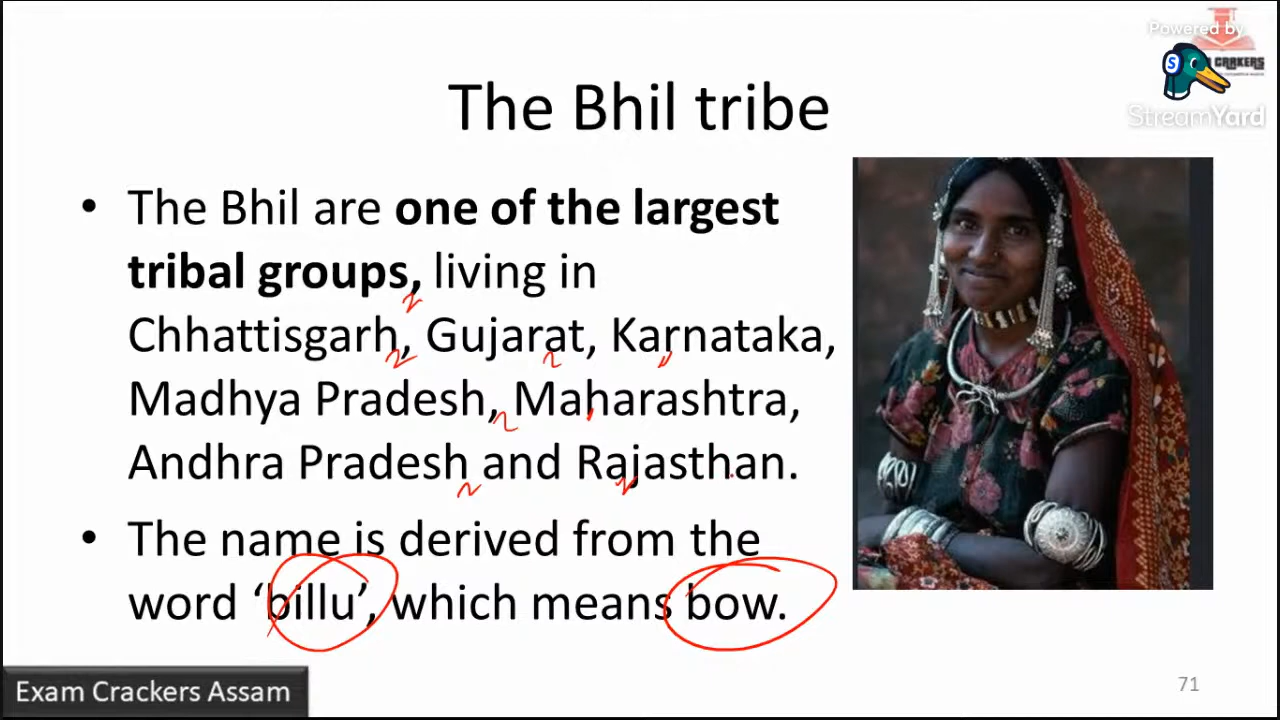 Powered by
CRAKERS
StreamYard
The Bhil tribe
• The Bhil are one of the largest
tribal groups, living in
Chhattisgarh, Gujarat, Karnataka,
Madhya Pradesh, Maharashtra,
Andhra Pradesh and Rajasthan.
• The name is derived from the
word ‘billu’, which means bow.
Exam Crackers Assam
71